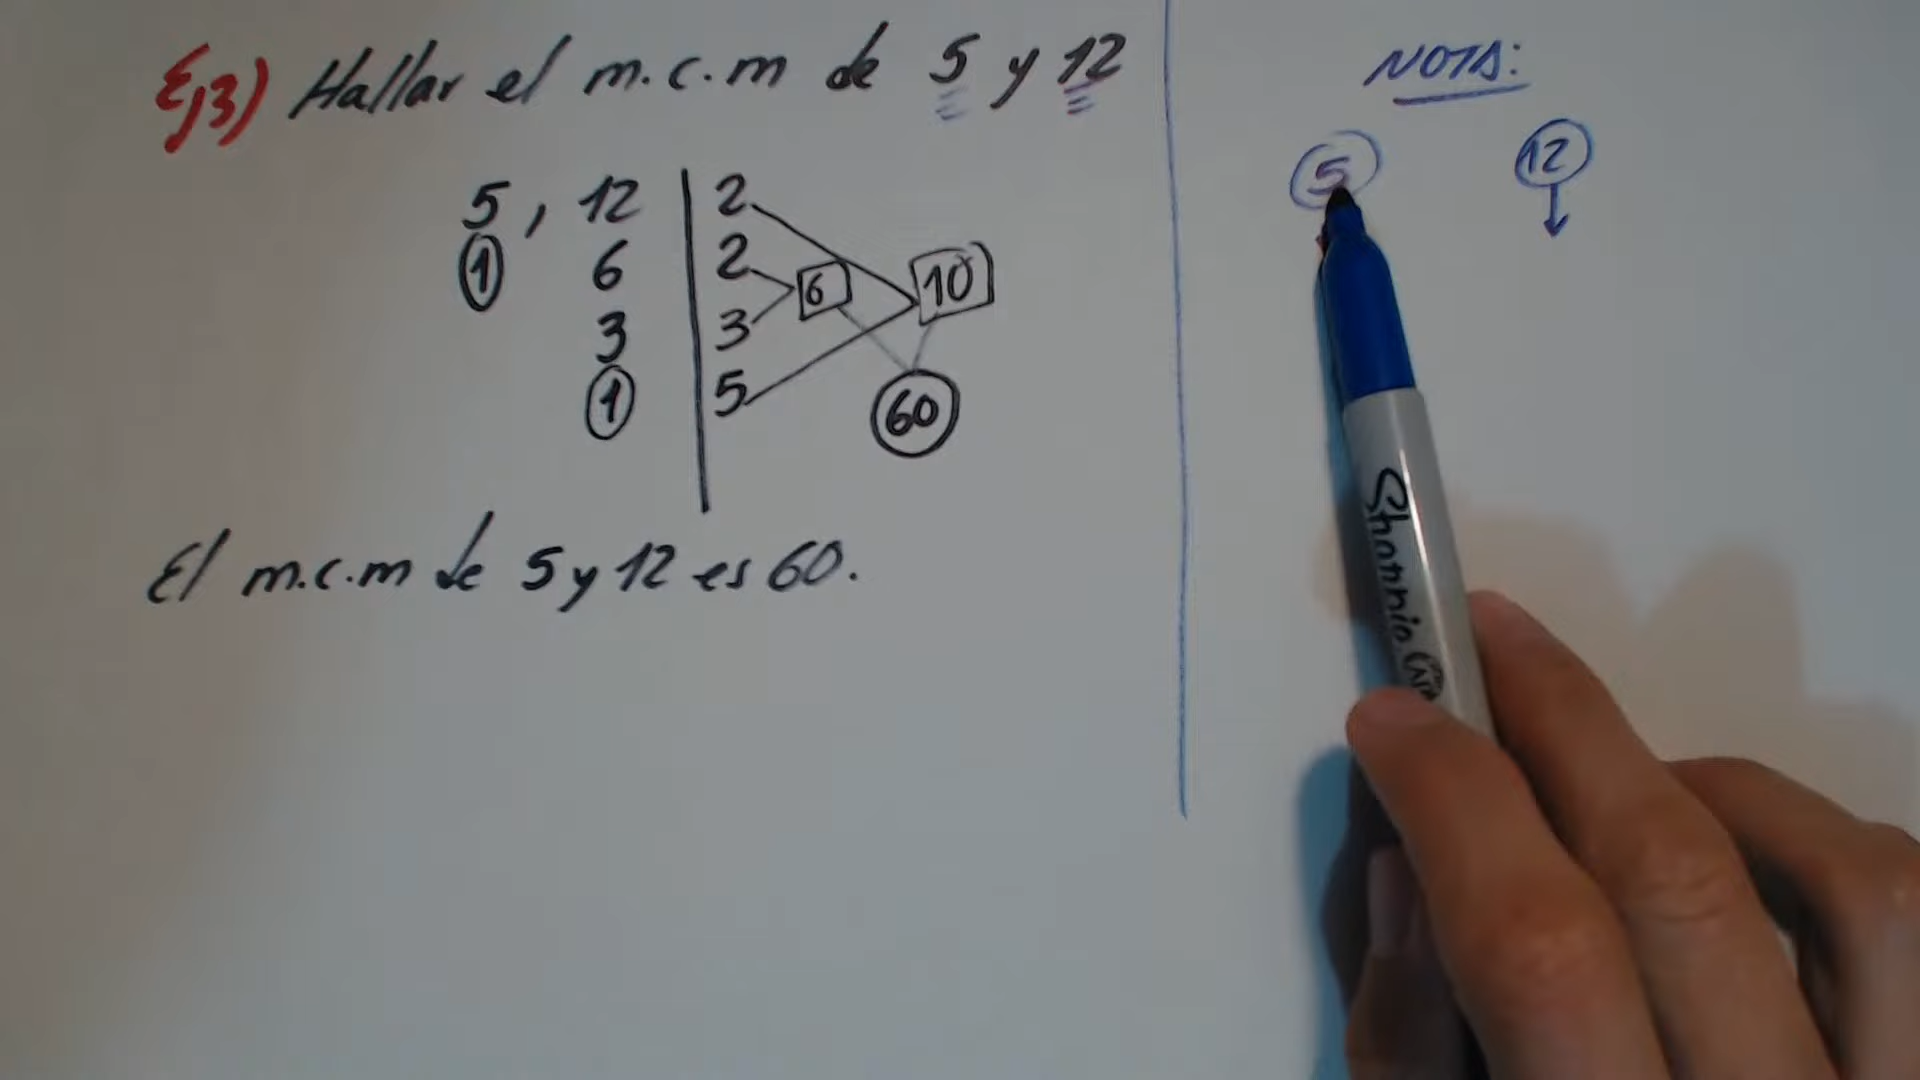 Ej3) Hallar el m.c.m de 5 y 12
5, 12 2
1 6 2 6 10
3 3
1 5 60
El m.c.m de 5 y 12 es 60.
NOTA:
5 12